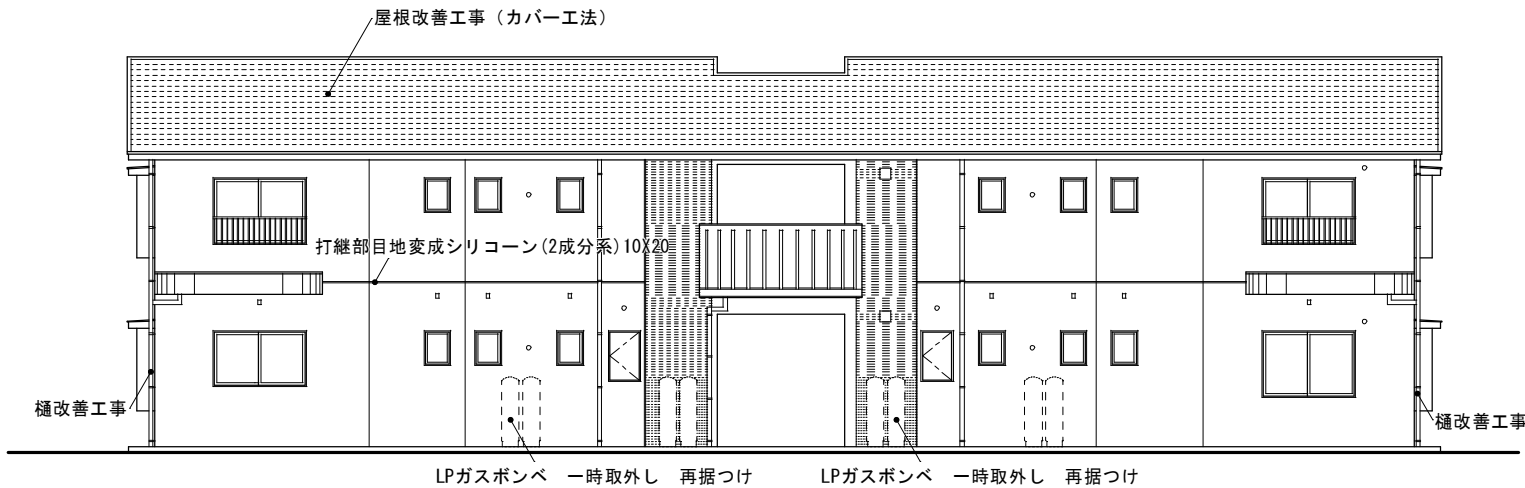 屋根改善工事（カバー工法）
打継部目地変成シリコーン(2成分系)10X20
樋改善工事
樋改善工事
LPガスボンベ　一時取外し　再据つけ
LPガスボンベ　一時取外し　再据つけ